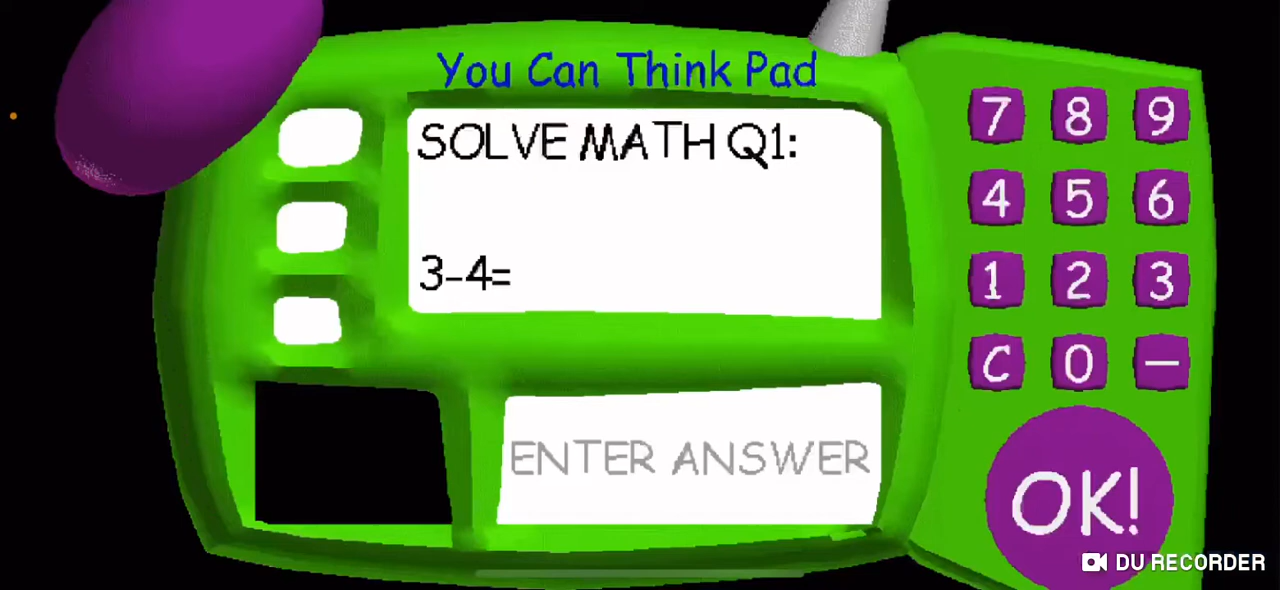 You Can Think Pad
SOLVE MATH Q1:
3-4=
ENTER ANSWER
7 8 9
4 5 6
1 2 3
C 0 −
OK!
DU RECORDER